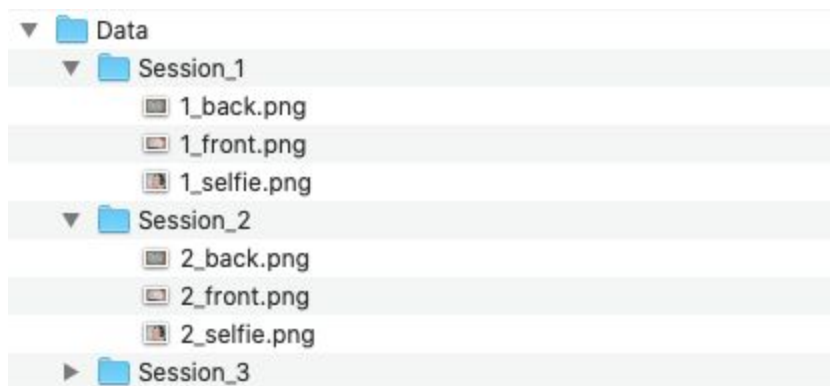 Data
Session_1
1_back.png
1_front.png
1_selfie.png
Session_2
2_back.png
2_front.png
2_selfie.png
Session_3